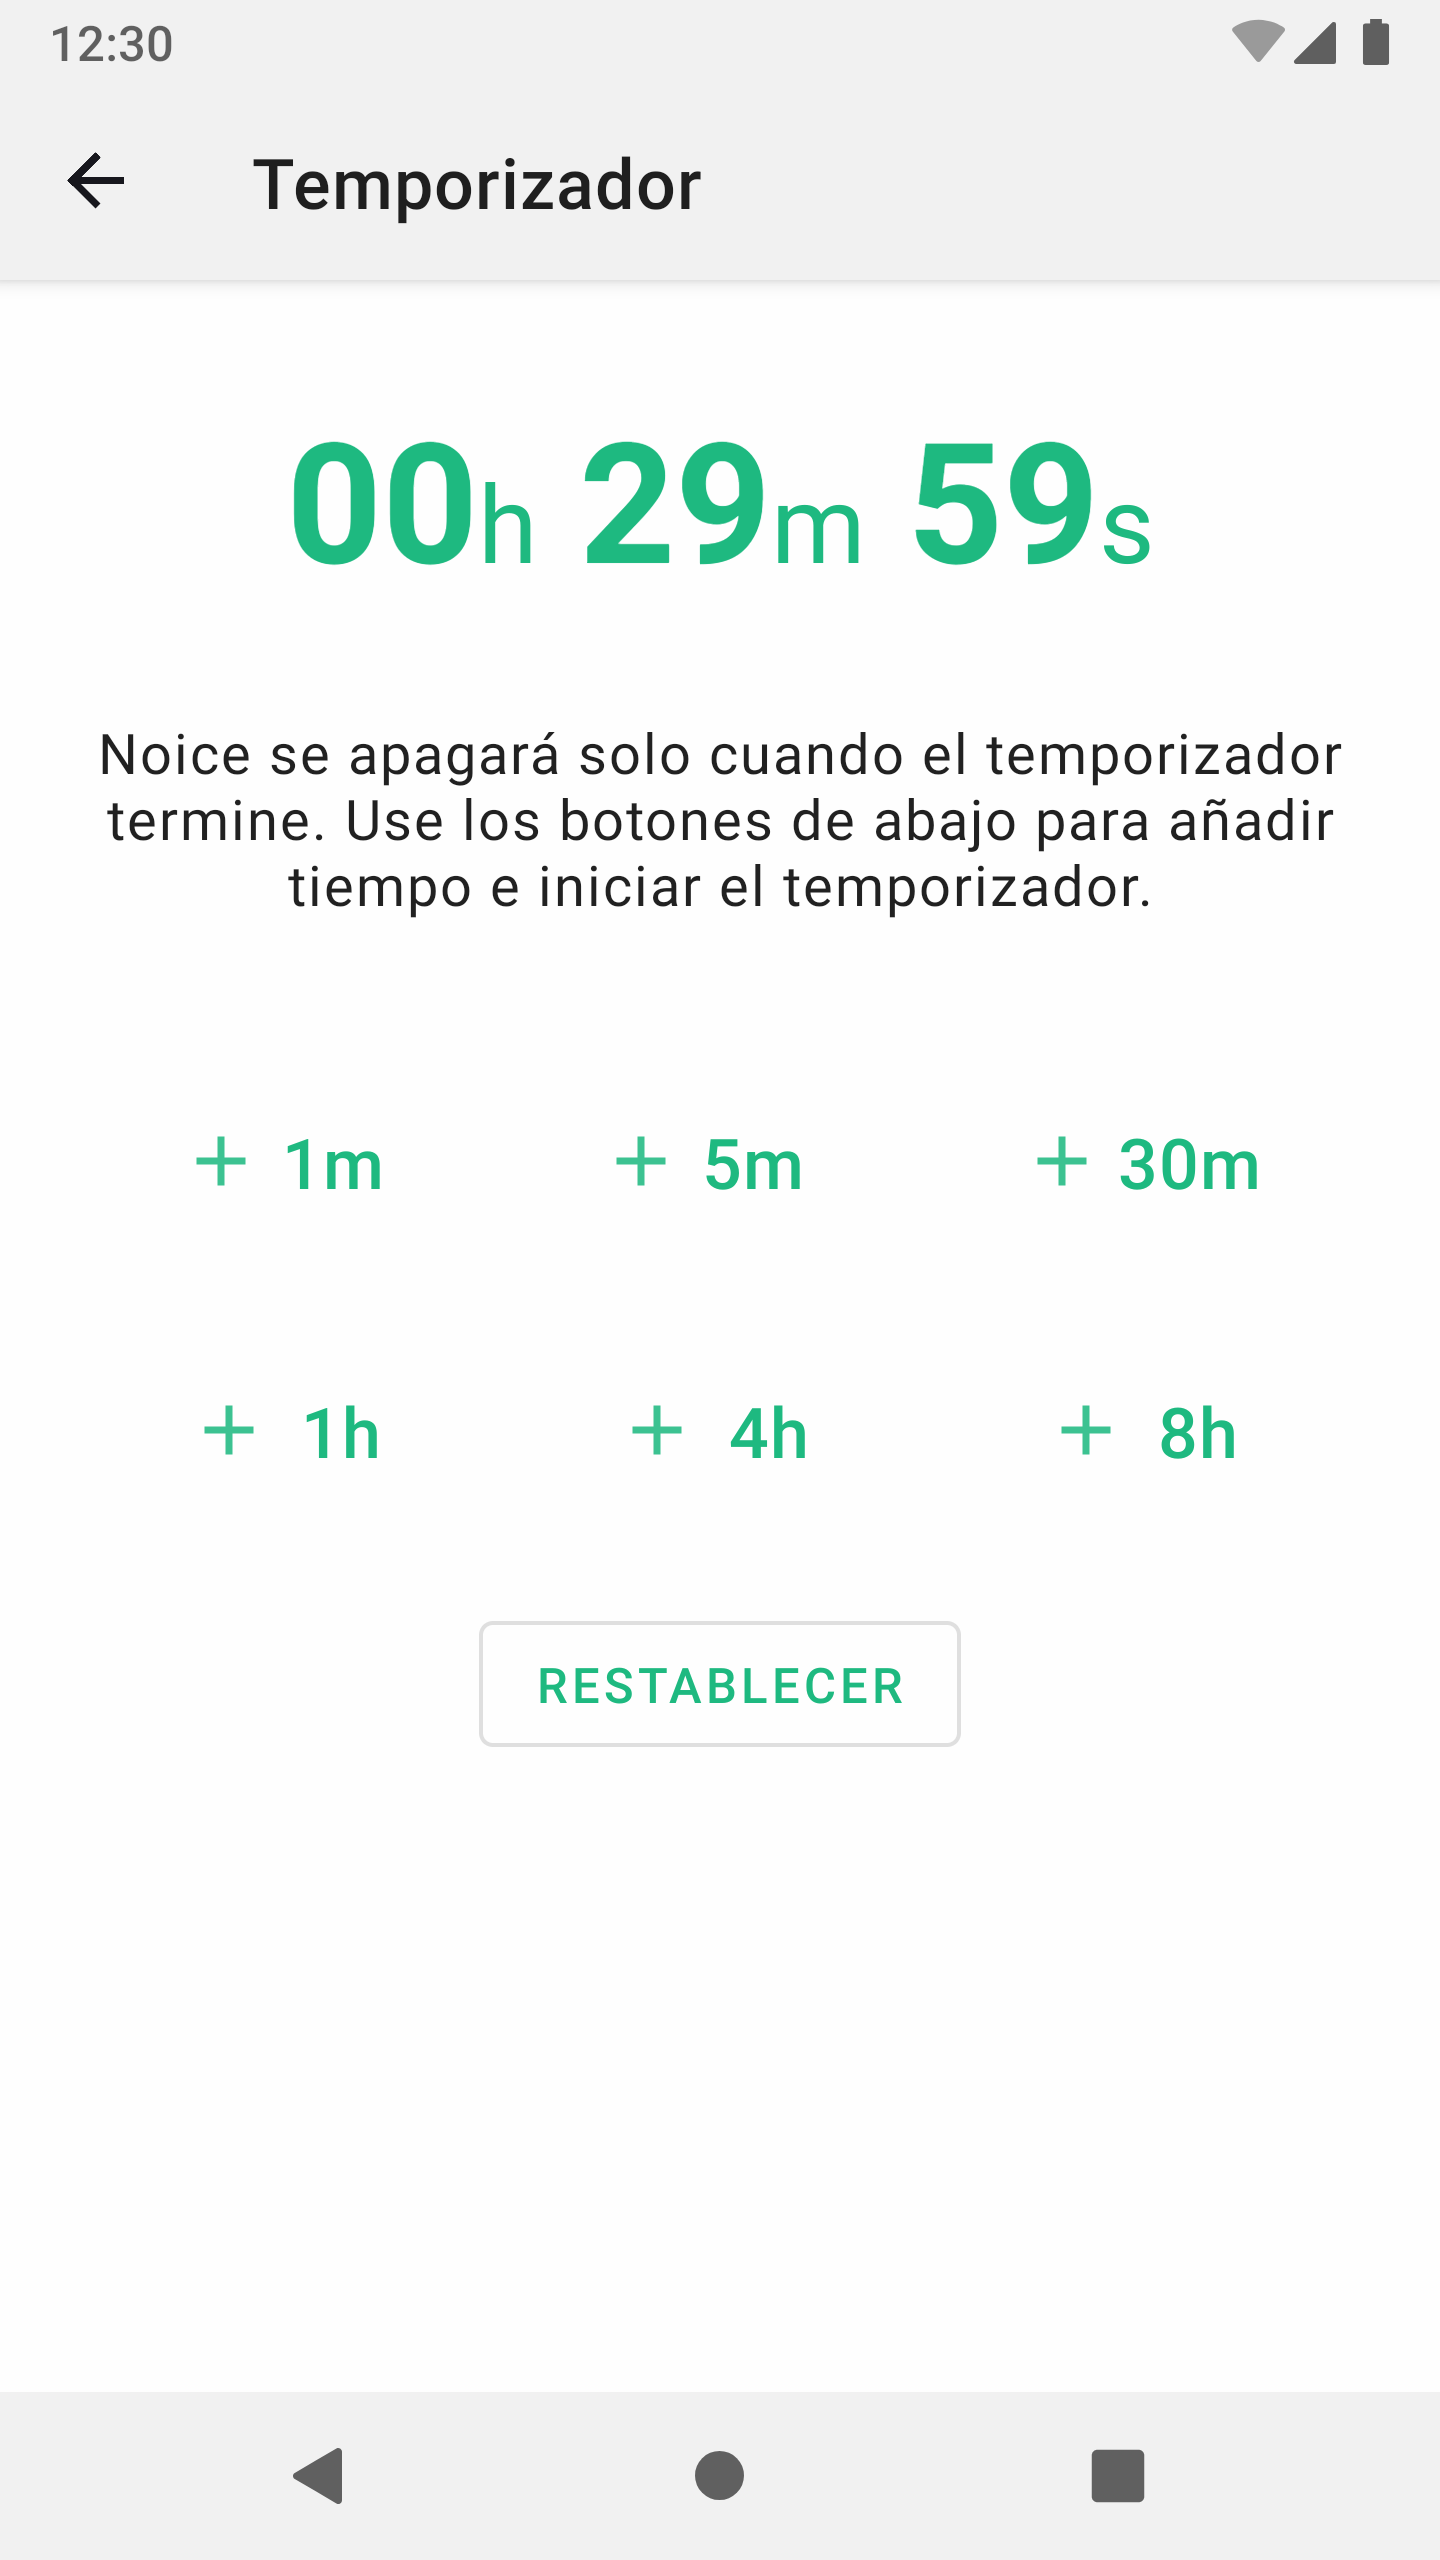 12:30
Temporizador
00h 29m 59s
Noice se apagará solo cuando el temporizador
termine. Use los botones de abajo para añadir
tiempo e iniciar el temporizador.
+ 1m + 5m + 30m
+ 1h + 4h + 8h
RESTABLECER